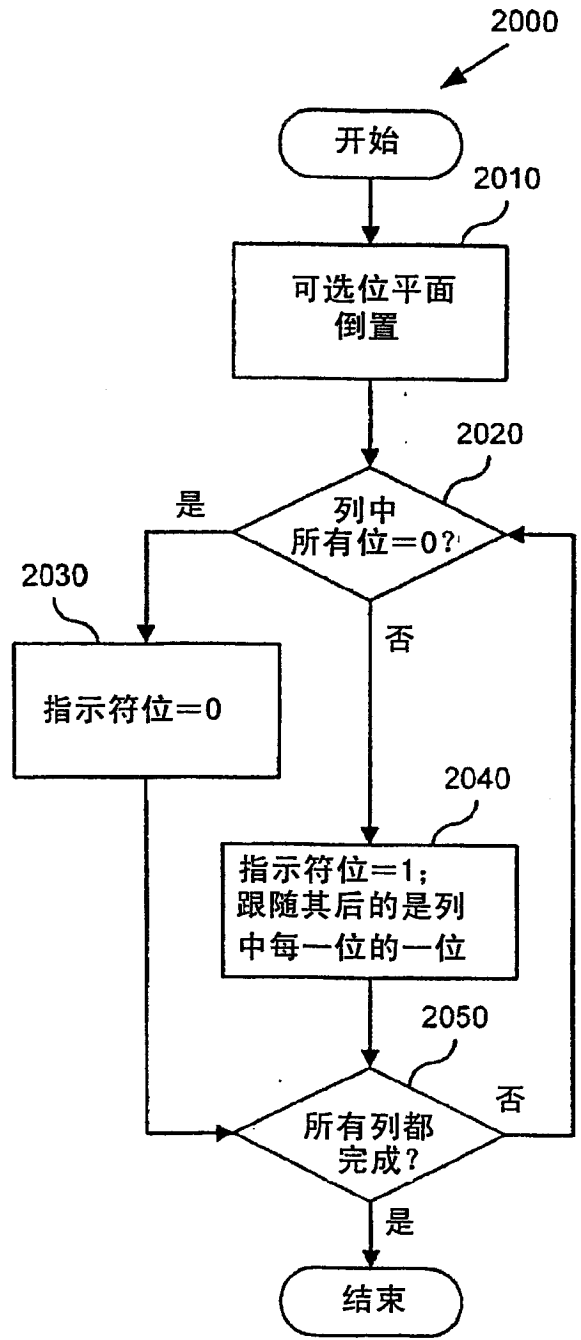 2000
开始
2010
可选位平面
倒置
2020
列中
所有位=0?
是
否
2030
指示符位=0
2040
指示符位=1;
跟随其后的是列
中每一位的一位
2050
所有列都
完成?
否
是
结束